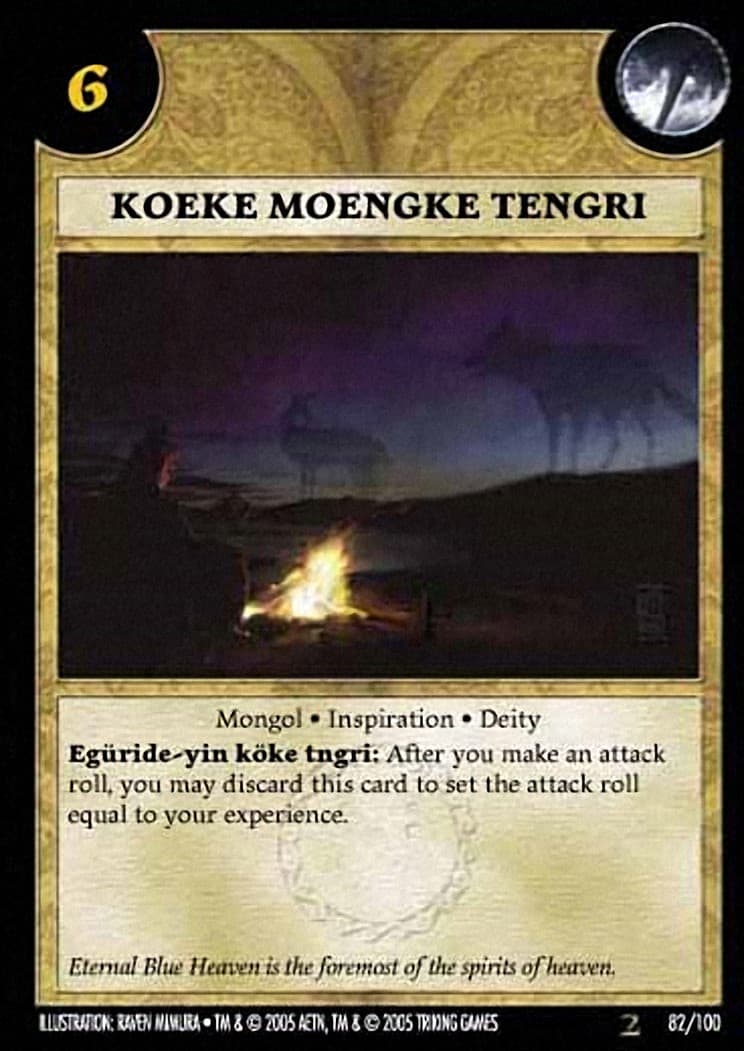 6
KOEKE MOENGKE TENGRI
Mongol • Inspiration • Deity
Egüride-yin köke tngri: After you make an attack
roll, you may discard this card to set the attack roll
equal to your experience.
Eternal Blue Heaven is the foremost of the spirits of heaven.
ILLUSTRATION: RAVEN MIMURA • TM & © 2005 AETN, TM & © 2005 TRIKING GAMES 2 82/100